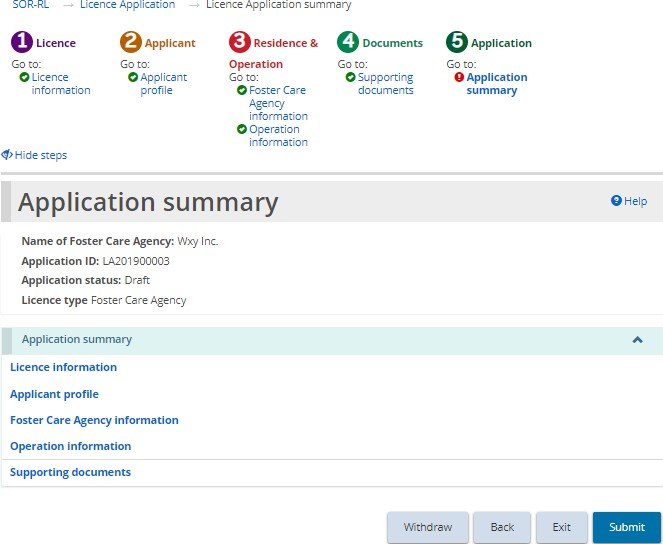 SOR-RL → Licence Application → Licence Application summary
1 Licence
Go to:
Licence
information
2 Applicant
Go to:
Applicant
profile
3 Residence &
Operation
Go to:
Foster Care
Agency
information
Operation
information
4 Documents
Go to:
Supporting
documents
5 Application
Go to:
Application
summary
Hide steps
Application summary
Help
Name of Foster Care Agency: Wxy Inc.
Application ID: LA201900003
Application status: Draft
Licence type Foster Care Agency
Application summary
Licence information
Applicant profile
Foster Care Agency information
Operation information
Supporting documents
Withdraw Back Exit Submit